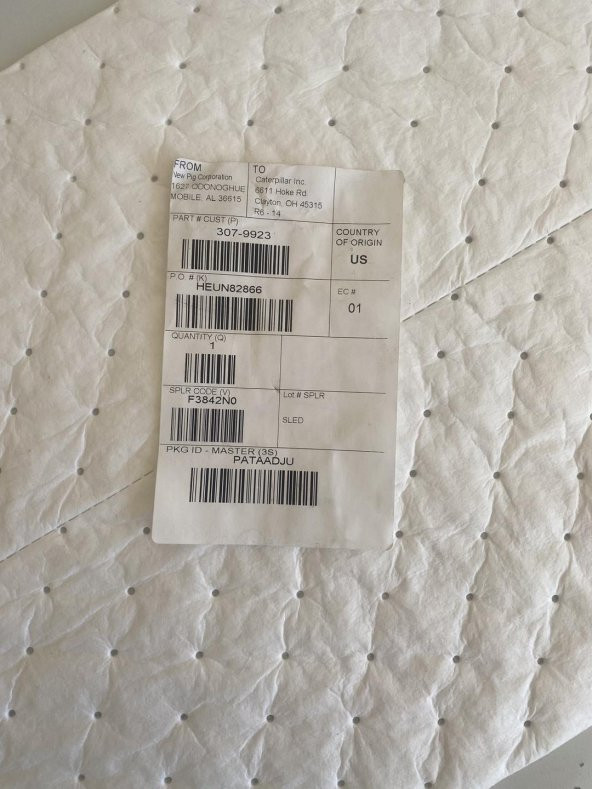 FROM
New Pig Corporation
1627 ODONOGHUE
MOBILE, AL 36615
TO
Caterpillar Inc.
6611 Hoke Rd.
Clayton, OH 45315
R6 - 14
PART # CUST (P)
307-9923
COUNTRY
OF ORIGIN
US
P.O. # (K)
HEUN82866
EC #
01
QUANTITY (Q)
1
SPLR CODE (V)
F3842N0
Lot # SPLR
SLED
PKG ID - MASTER (3S)
PATAADJU